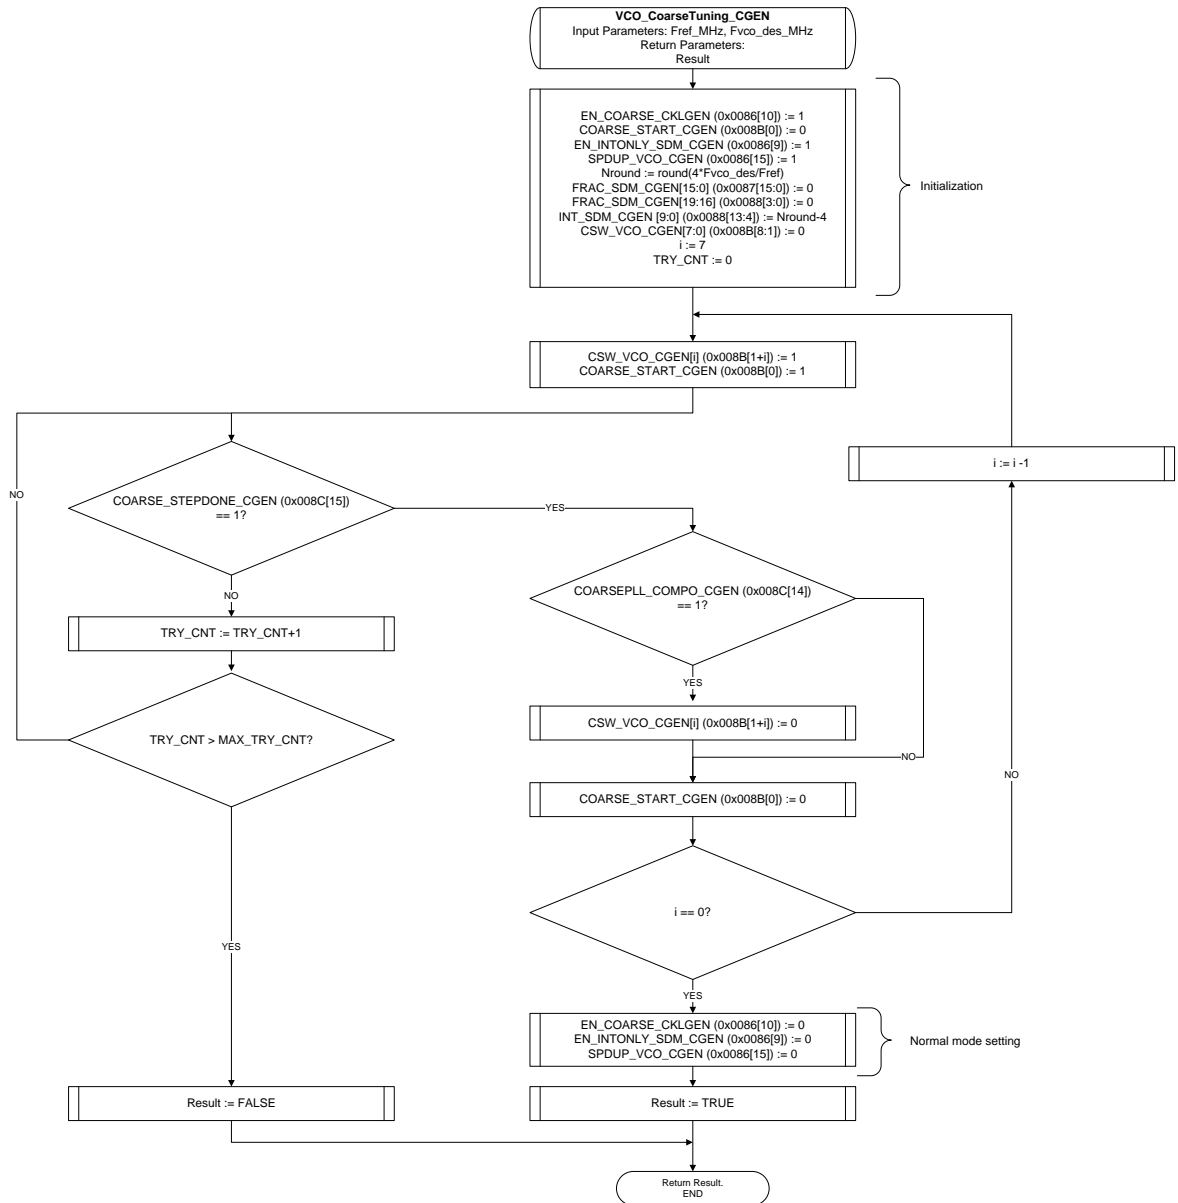 VCO_CoarseTuning_CGEN
Input Parameters: Fref_MHz, Fvco_des_MHz
Return Parameters:
Result
EN_COARSE_CKLGEN (0x0086[10]) := 1
COARSE_START_CGEN (0x008B[0]) := 0
EN_INTONLY_SDM_CGEN (0x0086[9]) := 1
SPDUP_VCO_CGEN (0x0086[15]) := 1
Nround := round(4*Fvco_des/Fref)
FRAC_SDM_CGEN[15:0] (0x0087[15:0]) := 0
FRAC_SDM_CGEN[19:16] (0x0088[3:0]) := 0
INT_SDM_CGEN [9:0] (0x0088[13:4]) := Nround-4
CSW_VCO_CGEN[7:0] (0x008B[8:1]) := 0
i := 7
TRY_CNT := 0
Initialization
CSW_VCO_CGEN[i] (0x008B[1+i]) := 1
COARSE_START_CGEN (0x008B[0]) := 1
i := i -1
NO
COARSE_STEPDONE_CGEN (0x008C[15])
== 1?
YES
NO
COARSEPLL_COMPO_CGEN (0x008C[14])
== 1?
TRY_CNT := TRY_CNT+1
YES
CSW_VCO_CGEN[i] (0x008B[1+i]) := 0
TRY_CNT > MAX_TRY_CNT?
NO
NO
COARSE_START_CGEN (0x008B[0]) := 0
i == 0?
YES
YES
EN_COARSE_CKLGEN (0x0086[10]) := 0
EN_INTONLY_SDM_CGEN (0x0086[9]) := 0
SPDUP_VCO_CGEN (0x0086[15]) := 0
Normal mode setting
Result := FALSE
Result := TRUE
Return Result.
END